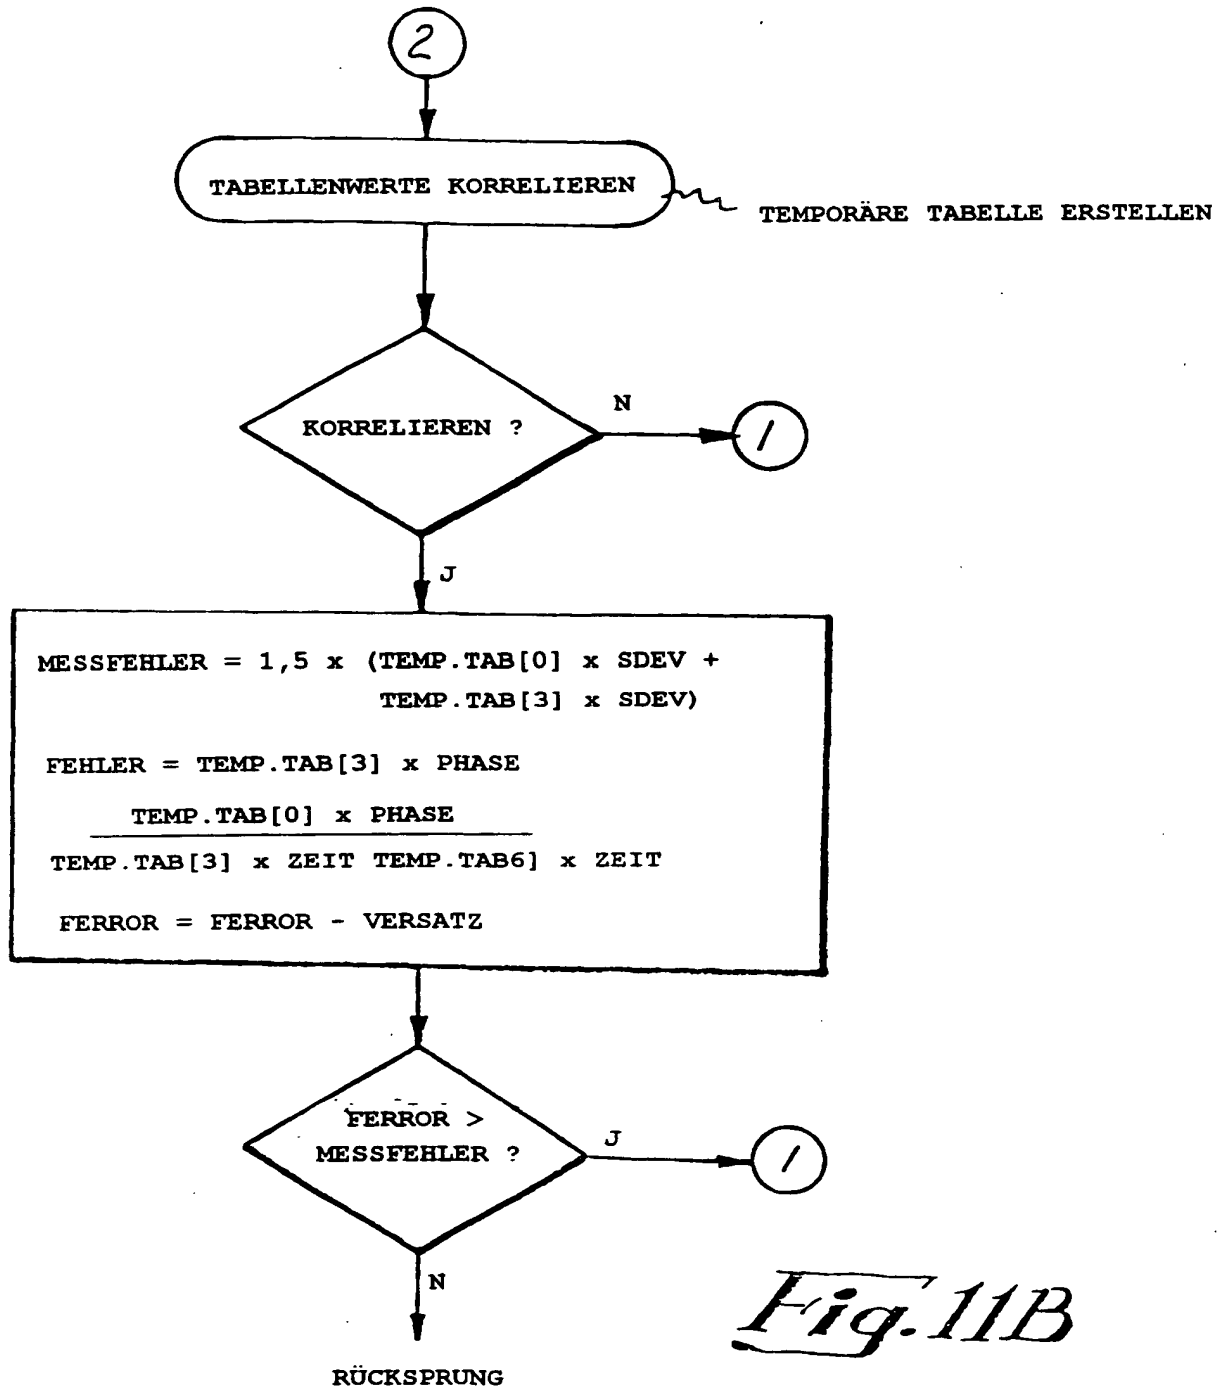 2
TABELLENWERTE KORRELIEREN
TEMPORÄRE TABELLE ERSTELLEN
KORRELIEREN ?
N
1
J
MESSFEHLER = 1,5 x (TEMP.TAB[0] x SDEV +
TEMP.TAB[3] x SDEV)
FEHLER = TEMP.TAB[3] x PHASE
TEMP.TAB[0] x PHASE
TEMP.TAB[3] x ZEIT TEMP.TAB6] x ZEIT
FERROR = FERROR - VERSATZ
FERROR >
MESSFEHLER ?
J
1
N
RÜCKSPRUNG
Fig. 11B